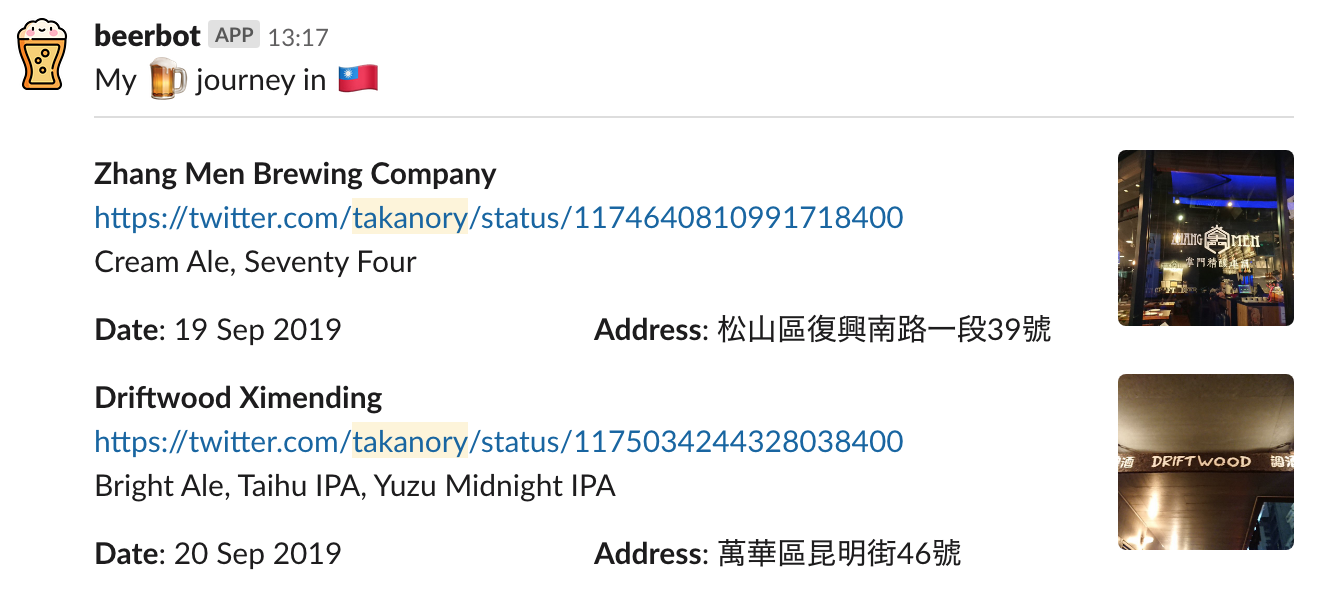 beerbot APP 13:17
My 🍺 journey in 🇹🇼
Zhang Men Brewing Company
https://twitter.com/takanory/status/1174640810991718400
Cream Ale, Seventy Four
Date: 19 Sep 2019
Address: 松山區復興南路一段39號
ZHANG MEN
掌門精釀啤酒
Driftwood Ximending
https://twitter.com/takanory/status/1175034244328038400
Bright Ale, Taihu IPA, Yuzu Midnight IPA
Date: 20 Sep 2019
Address: 萬華區昆明街46號
酒 DRIFTWOOD 调酒